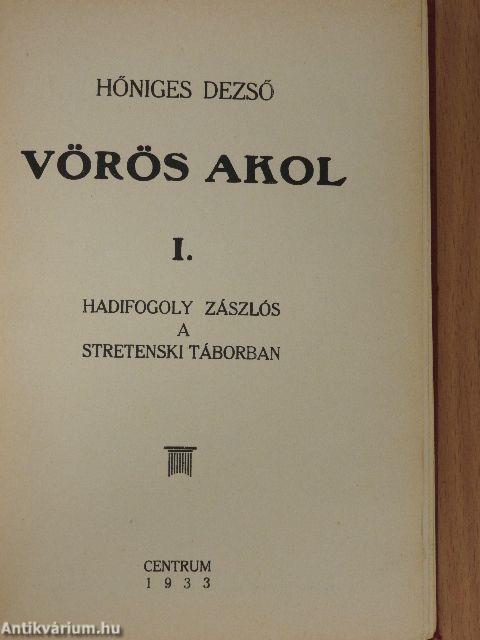 HŐNIGES DEZSŐ
VÖRÖS AKOL
I.
HADIFOGOLY ZÁSZLÓS
A
STRETENSKI TÁBORBAN
CENTRUM
1933
Antikvárium.hu